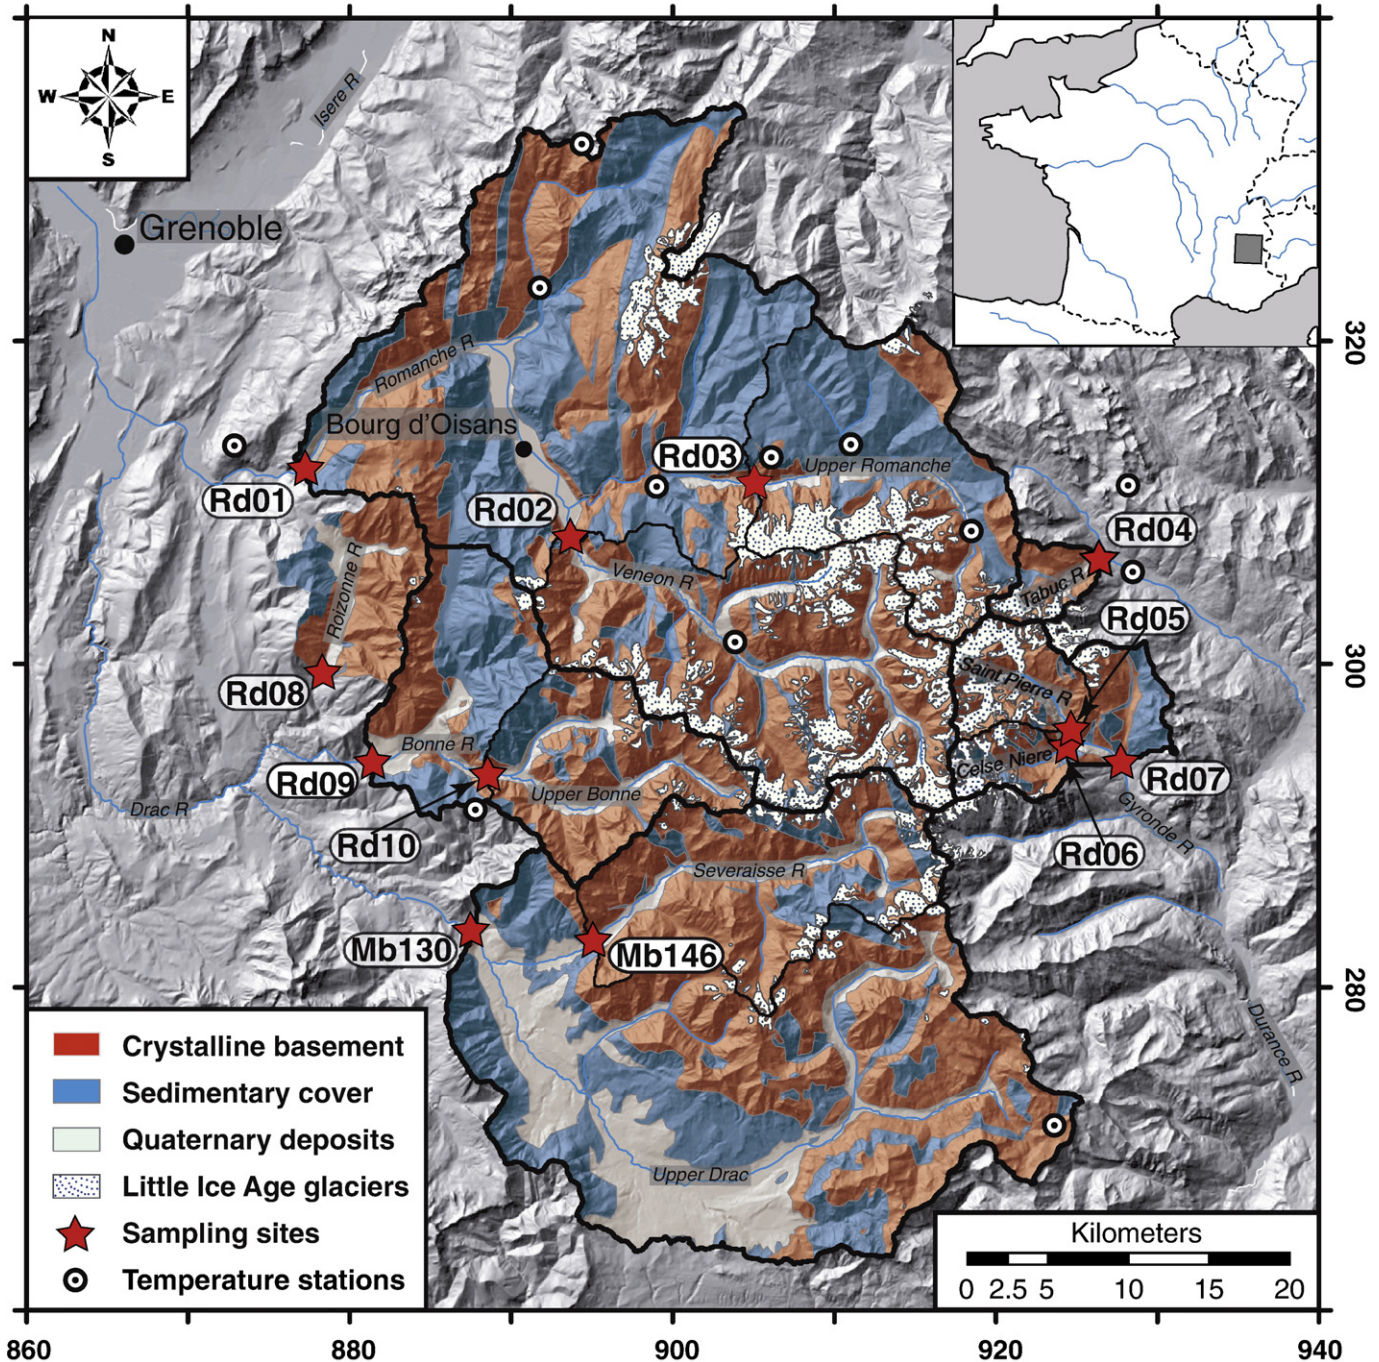 N
W
E
S
Isere R
Grenoble
Romanche R
Bourg d'Oisans
Rd03
Upper Romanche
Rd01
Rd02
Rd04
Roizonne R
Veneon R
Tabuc R
Rd05
Saint Pierre R
Rd08
Bonne R
Celse Niere
Rd09
Rd07
Drac R
Upper Bonne
Gyronde R
Rd10
Rd06
Severaisse R
Mb130
Mb146
Durance R
Upper Drac
Crystalline basement
Sedimentary cover
Quaternary deposits
Little Ice Age glaciers
Sampling sites
Temperature stations
Kilometers
0 2.5 5 10 15 20
320
300
280
860 880 900 920 940